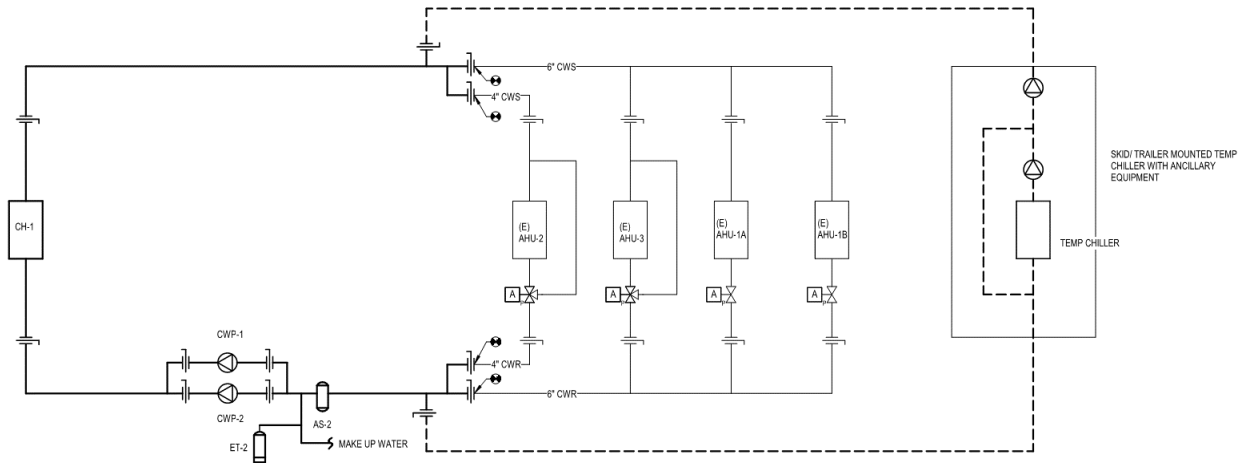 6" CWS
4" CWS
SKID/ TRAILER MOUNTED TEMP
CHILLER WITH ANCILLARY
EQUIPMENT
CH-1
(E)
AHU-2
(E)
AHU-3
(E)
AHU-1A
(E)
AHU-1B
TEMP CHILLER
A
P
A
P
A
P
A
P
CWP-1
4" CWR
6" CWR
CWP-2
AS-2
ET-2
MAKE UP WATER